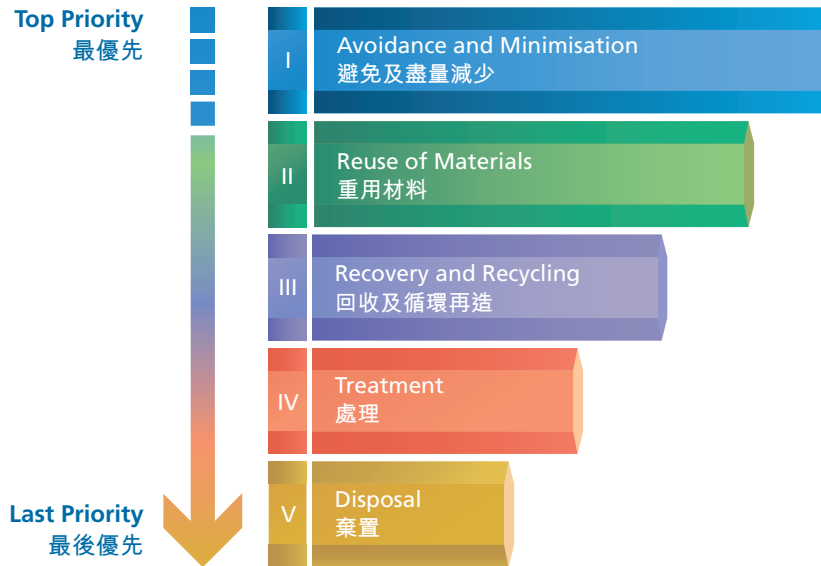 Top Priority
最優先
I
Avoidance and Minimisation
避免及盡量減少
II
Reuse of Materials
重用材料
III
Recovery and Recycling
回收及循環再造
IV
Treatment
處理
V
Disposal
棄置
Last Priority
最後優先